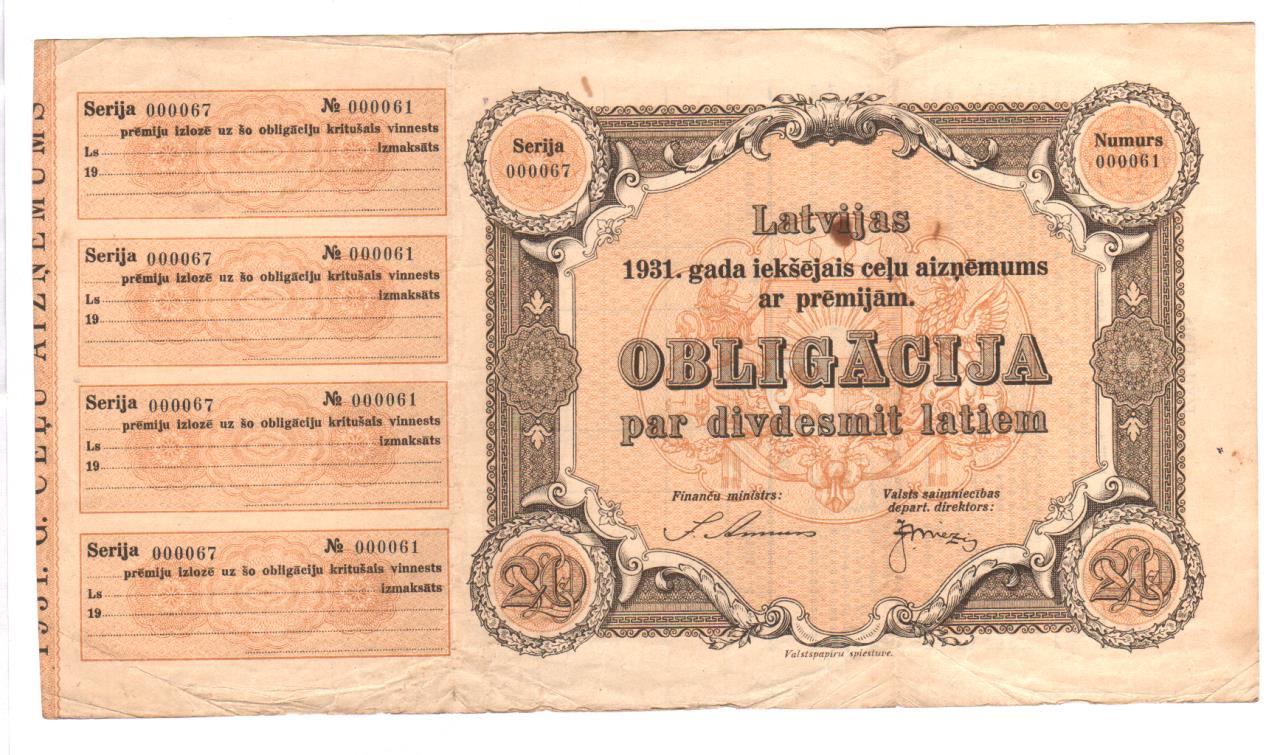 1931. G. CEĻU AIZŅĒMUMS
Serija 000067 № 000061
prēmiju izlozē uz šo obligāciju kritušais vinnests
Ls izmaksāts
19
Serija 000067 № 000061
prēmiju izlozē uz šo obligāciju kritušais vinnests
Ls izmaksāts
19
Serija 000067 № 000061
prēmiju izlozē uz šo obligāciju kritušais vinnests
Ls izmaksāts
19
Serija 000067 № 000061
prēmiju izlozē uz šo obligāciju kritušais vinnests
Ls izmaksāts
19
Serija
000067
Numurs
000061
Latvijas
1931. gada iekšējais ceļu aizņēmums
ar prēmijām.
OBLIGĀCIJA
par divdesmit latiem
Finanču ministrs:
Valsts saimniecības
depart. direktors:
20
20
Valstspapiru spiestuve.